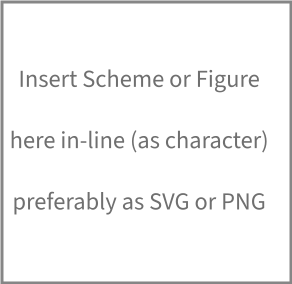 Insert Scheme or Figure
here in-line (as character)
preferably as SVG or PNG